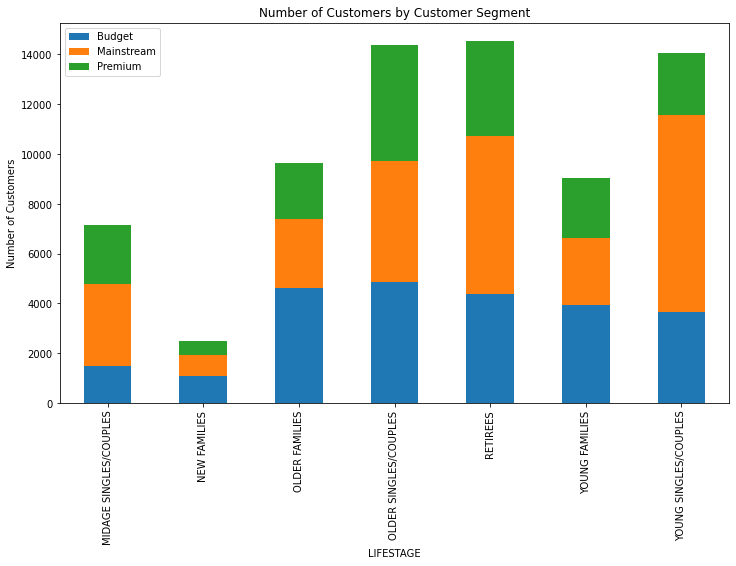 Number of Customers by Customer Segment
Budget
Mainstream
Premium
Number of Customers
14000
12000
10000
8000
6000
4000
2000
0
MIDAGE SINGLES/COUPLES
NEW FAMILIES
OLDER FAMILIES
OLDER SINGLES/COUPLES
RETIREES
YOUNG FAMILIES
YOUNG SINGLES/COUPLES
LIFESTAGE